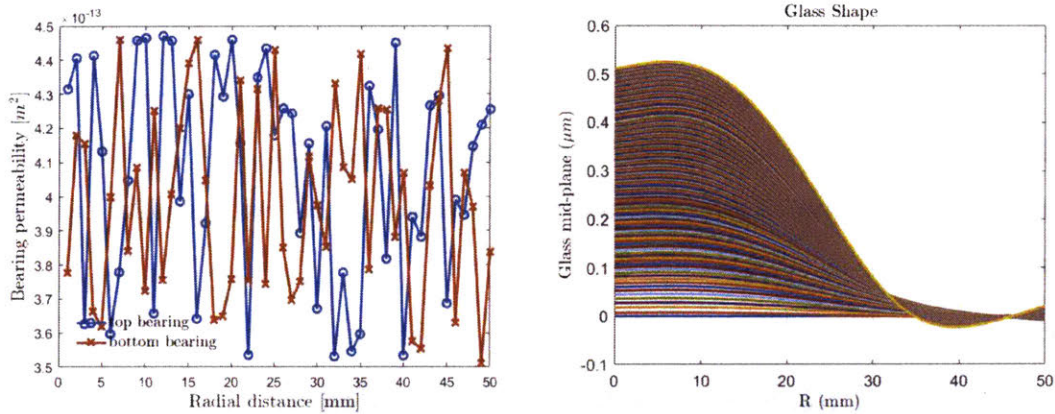 ×10⁻¹³
4.5
4.4
4.3
4.2
4.1
4
3.9
3.8
3.7
3.6
3.5
Bearing permeability [m²]
top bearing
bottom bearing
0 5 10 15 20 25 30 35 40 45 50
Radial distance [mm]
Glass Shape
0.6
0.5
0.4
0.3
0.2
0.1
0
-0.1
Glass mid-plane (μm)
0 10 20 30 40 50
R (mm)